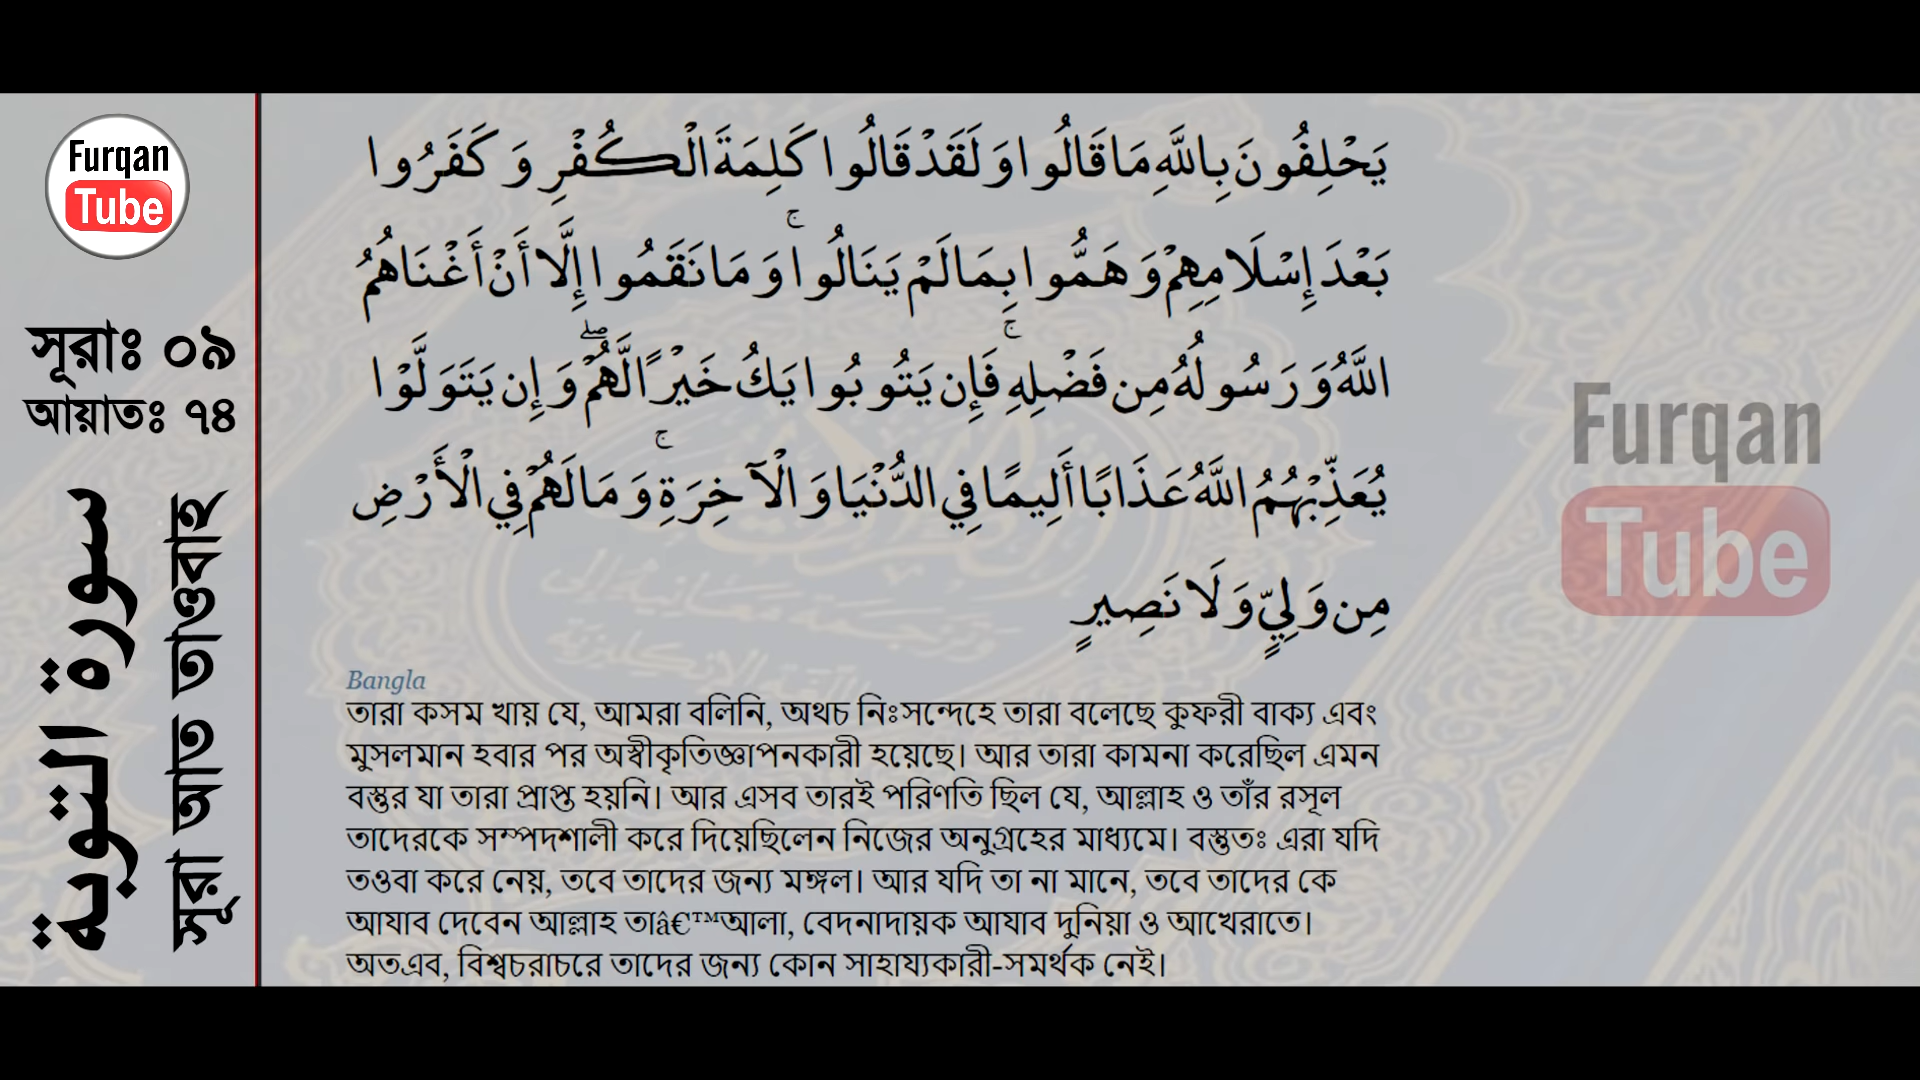 Furqan
Tube
সূরাঃ ০৯
আয়াতঃ ৭৪
سورة التوبة
সূরা আত তাওবাহ
يَحْلِفُونَ بِاللَّهِ مَا قَالُوا وَلَقَدْ قَالُوا كَلِمَةَ الْكُفْرِ وَكَفَرُوا
بَعْدَ إِسْلَامِهِمْ وَهَمُّوا بِمَا لَمْ يَنَالُوا ۚ وَمَا نَقَمُوا إِلَّا أَنْ أَغْنَاهُمُ
اللَّهُ وَرَسُولُهُ مِن فَضْلِهِ ۚ فَإِن يَتُوبُوا يَكُ خَيْرًا لَّهُمْ ۖ وَإِن يَتَوَلَّوْا
يُعَذِّبْهُمُ اللَّهُ عَذَابًا أَلِيمًا فِي الدُّنْيَا وَالْآخِرَةِ ۚ وَمَا لَهُمْ فِي الْأَرْضِ
مِن وَلِيٍّ وَلَا نَصِيرٍ
Bangla
তারা কসম খায় যে, আমরা বলিনি, অথচ নিঃসন্দেহে তারা বলেছে কুফরী বাক্য এবং
মুসলমান হবার পর অস্বীকৃতিজ্ঞাপনকারী হয়েছে। আর তারা কামনা করেছিল এমন
বস্তুর যা তারা প্রাপ্ত হয়নি। আর এসব তারই পরিণতি ছিল যে, আল্লাহ ও তাঁর রসূল
তাদেরকে সম্পদশালী করে দিয়েছিলেন নিজের অনুগ্রহের মাধ্যমে। বস্তুতঃ এরা যদি
তওবা করে নেয়, তবে তাদের জন্য মঙ্গল। আর যদি তা না মানে, তবে তাদের কে
আযাব দেবেন আল্লাহ তাâ€™আলা, বেদনাদায়ক আযাব দুনিয়া ও আখেরাতে।
অতএব, বিশ্বচরাচরে তাদের জন্য কোন সাহায্যকারী-সমর্থক নেই।
Furqan
Tube